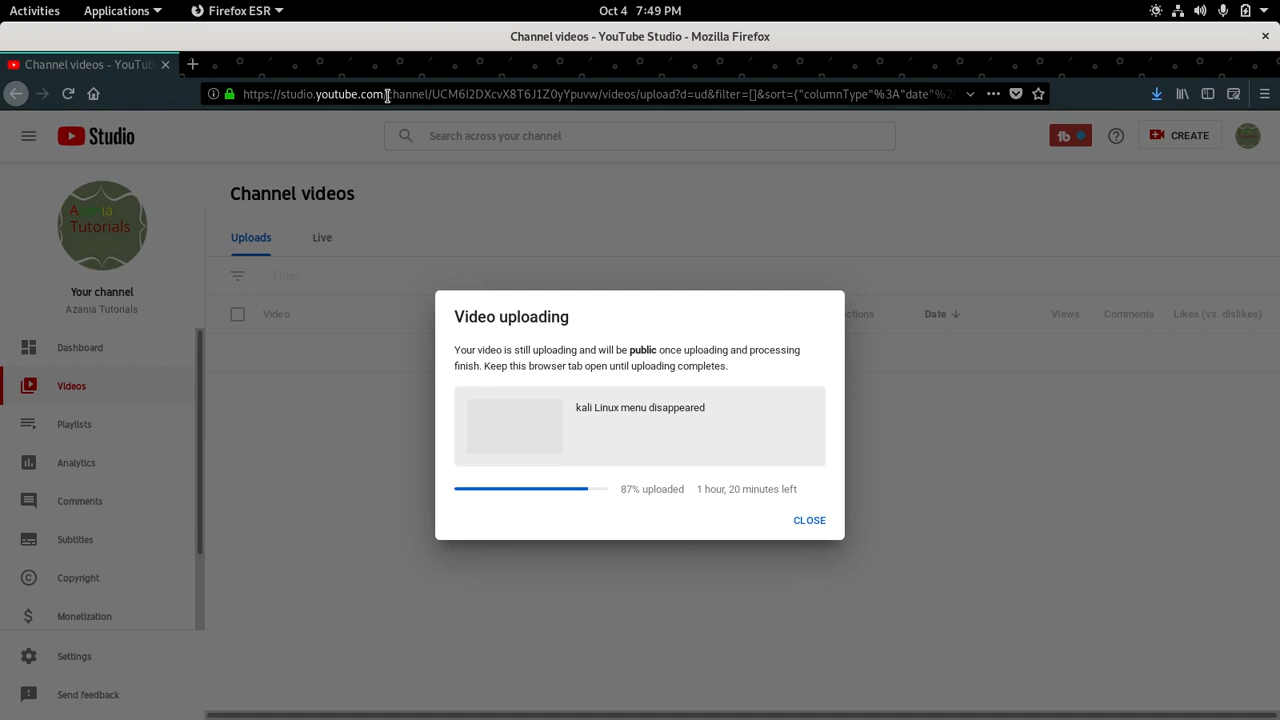 Activities Applications Firefox ESR Oct 4 7:49 PM
Channel videos - YouTube Studio - Mozilla Firefox
Channel videos - YouTub
https://studio.youtube.com/channel/UCM6I2DXcvX8T6J1Z0yYpuvw/videos/upload?d=ud&filter=[]&sort={"columnType"%3A"date"%2
Studio
Search across your channel
CREATE
Azania
Tutorials
Your channel
Azania Tutorials
Dashboard
Videos
Playlists
Analytics
Comments
Subtitles
Copyright
Monetization
Settings
Send feedback
Channel videos
Uploads Live
Filter
Video Date Views Comments Likes (vs. dislikes)
Video uploading
Your video is still uploading and will be public once uploading and processing
finish. Keep this browser tab open until uploading completes.
kali Linux menu disappeared
87% uploaded 1 hour, 20 minutes left
CLOSE